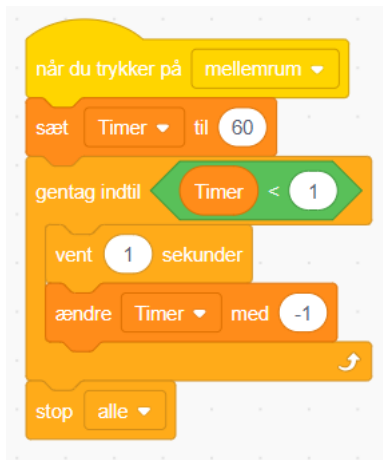 når du trykker på mellemrum
sæt Timer til 60
gentag indtil Timer < 1
vent 1 sekunder
ændre Timer med -1
stop alle